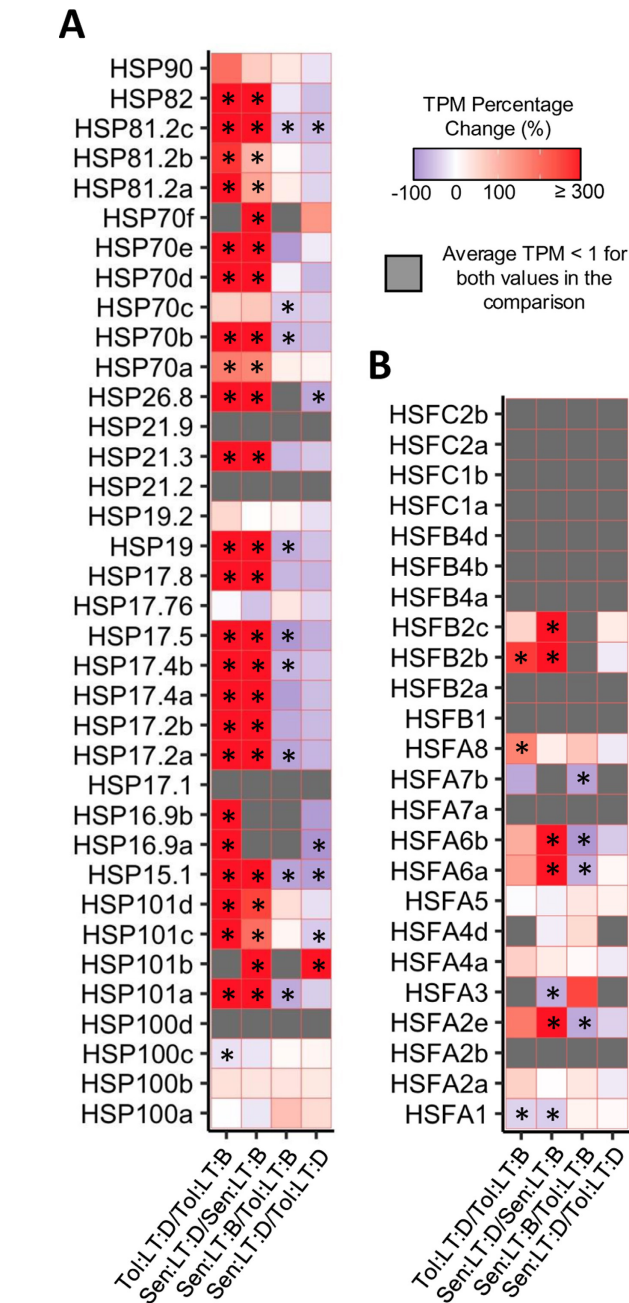 A
HSP90
HSP82
HSP81.2c
HSP81.2b
HSP81.2a
HSP70f
HSP70e
HSP70d
HSP70c
HSP70b
HSP70a
HSP26.8
HSP21.9
HSP21.3
HSP21.2
HSP19.2
HSP19
HSP17.8
HSP17.76
HSP17.5
HSP17.4b
HSP17.4a
HSP17.2b
HSP17.2a
HSP17.1
HSP16.9b
HSP16.9a
HSP15.1
HSP101d
HSP101c
HSP101b
HSP101a
HSP100d
HSP100c
HSP100b
HSP100a
Tol:LT:D/Tol:LT:B
Sen:LT:D/Sen:LT:B
Sen:LT:B/Tol:LT:B
Sen:LT:D/Tol:LT:D
TPM Percentage
Change (%)
-100 0 100 ≥ 300
Average TPM < 1 for
both values in the
comparison
B
HSFC2b
HSFC2a
HSFC1b
HSFC1a
HSFB4d
HSFB4b
HSFB4a
HSFB2c
HSFB2b
HSFB2a
HSFB1
HSFA8
HSFA7b
HSFA7a
HSFA6b
HSFA6a
HSFA5
HSFA4d
HSFA4a
HSFA3
HSFA2e
HSFA2b
HSFA2a
HSFA1
Tol:LT:D/Tol:LT:B
Sen:LT:D/Sen:LT:B
Sen:LT:B/Tol:LT:B
Sen:LT:D/Tol:LT:D